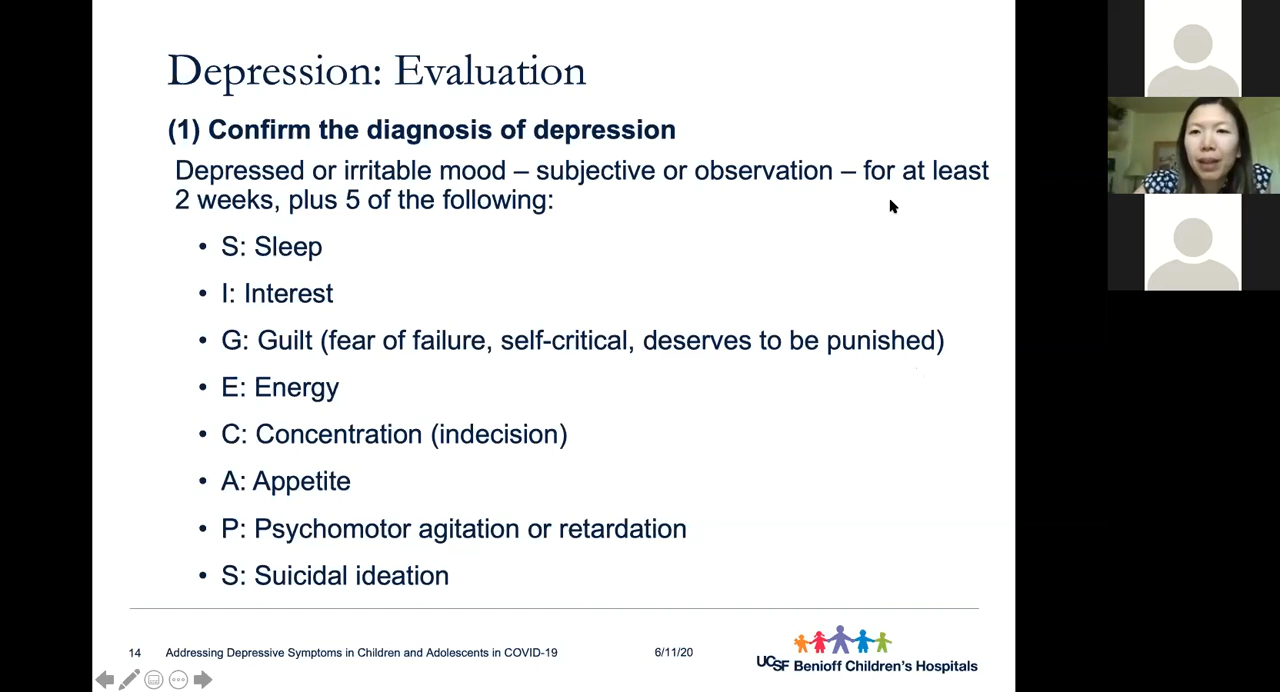 Depression: Evaluation
(1) Confirm the diagnosis of depression
Depressed or irritable mood – subjective or observation – for at least
2 weeks, plus 5 of the following:
• S: Sleep
• I: Interest
• G: Guilt (fear of failure, self-critical, deserves to be punished)
• E: Energy
• C: Concentration (indecision)
• A: Appetite
• P: Psychomotor agitation or retardation
• S: Suicidal ideation
14 Addressing Depressive Symptoms in Children and Adolescents in COVID-19 6/11/20
UCSF Benioff Children's Hospitals